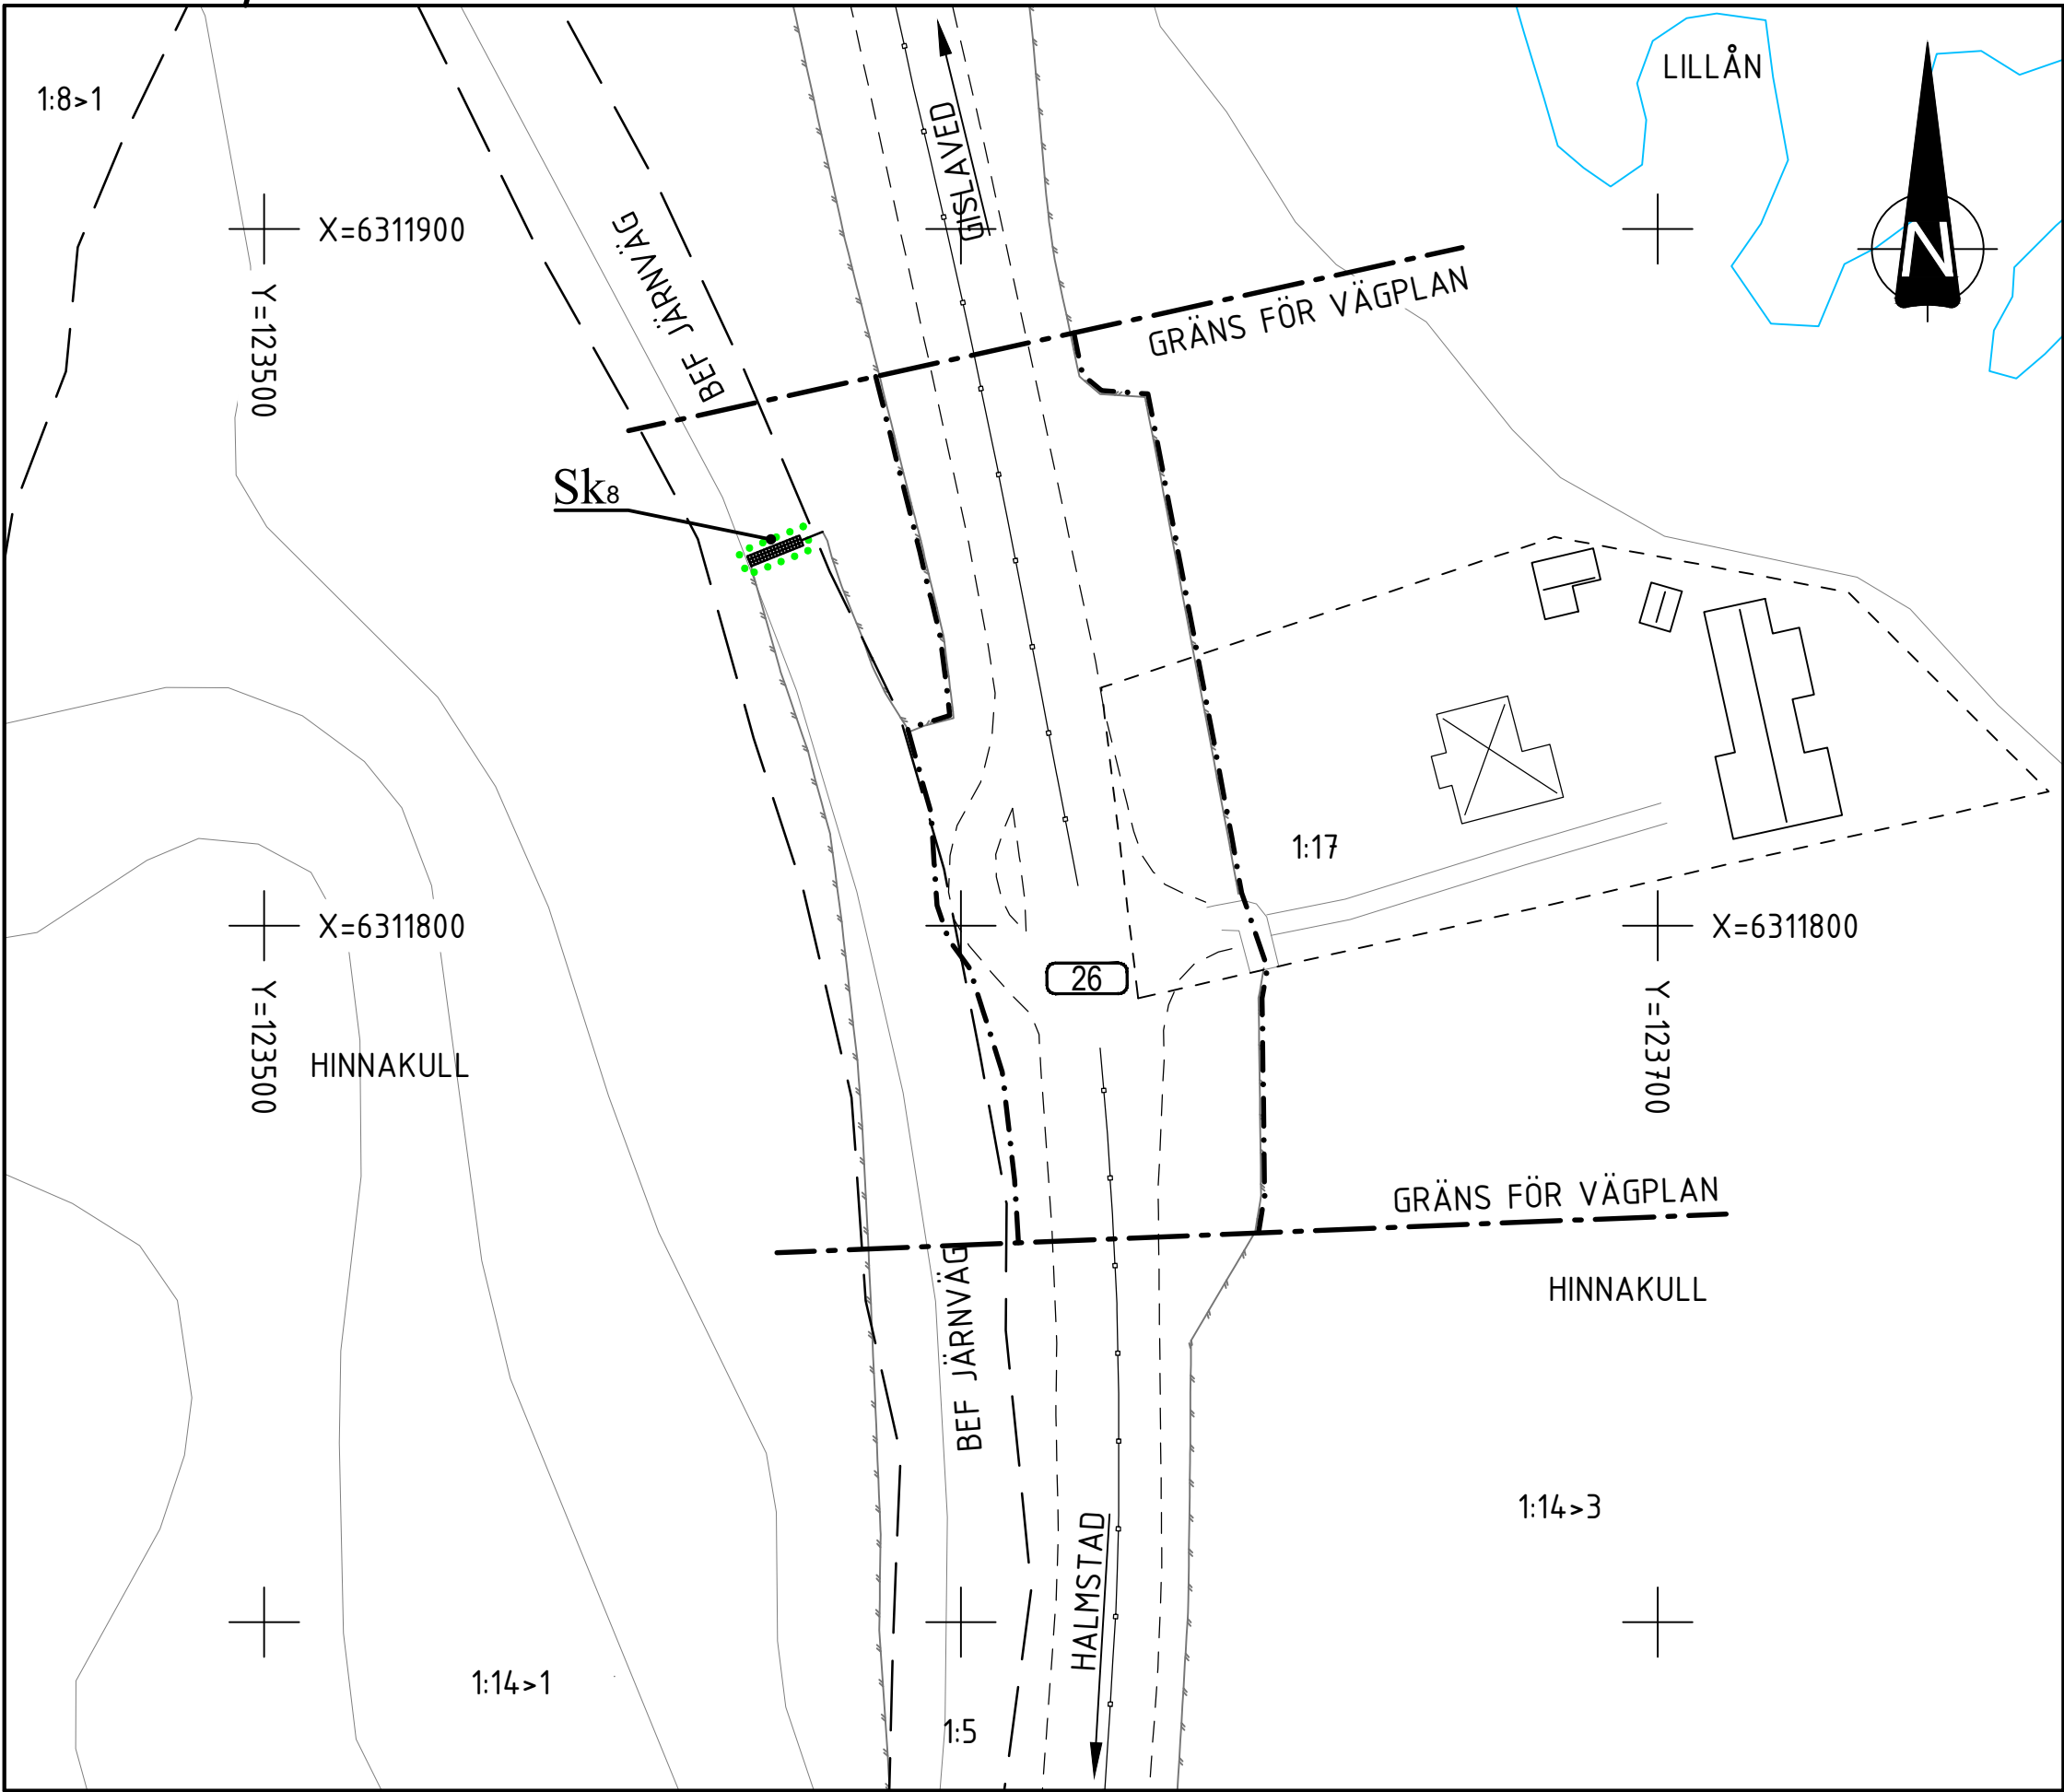 LILLÅN
1:8>1
GISLAVED
X=6311900
BEF JÄRNVÄG
N
Y=123500
GRÄNS FÖR VÄGPLAN
Sk8
1:17
X=6311800
X=6311800
26
Y=123500
Y=123700
HINNAKULL
GRÄNS FÖR VÄGPLAN
BEF JÄRNVÄG
HINNAKULL
1:14>3
HALMSTAD
1:14>1
1:5